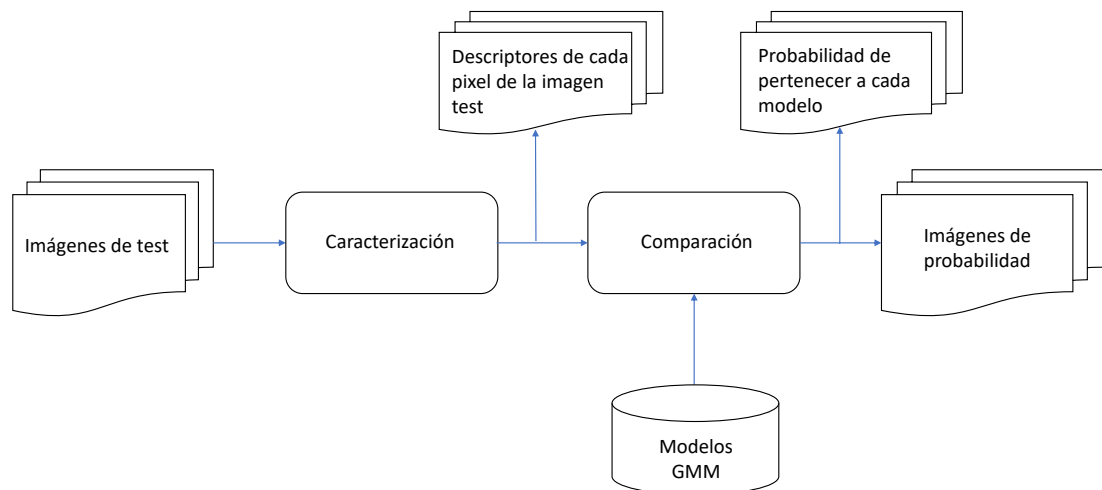 Descriptores de cada
pixel de la imagen
test
Probabilidad de
pertenecer a cada
modelo
Imágenes de test
Caracterización
Comparación
Imágenes de
probabilidad
Modelos
GMM